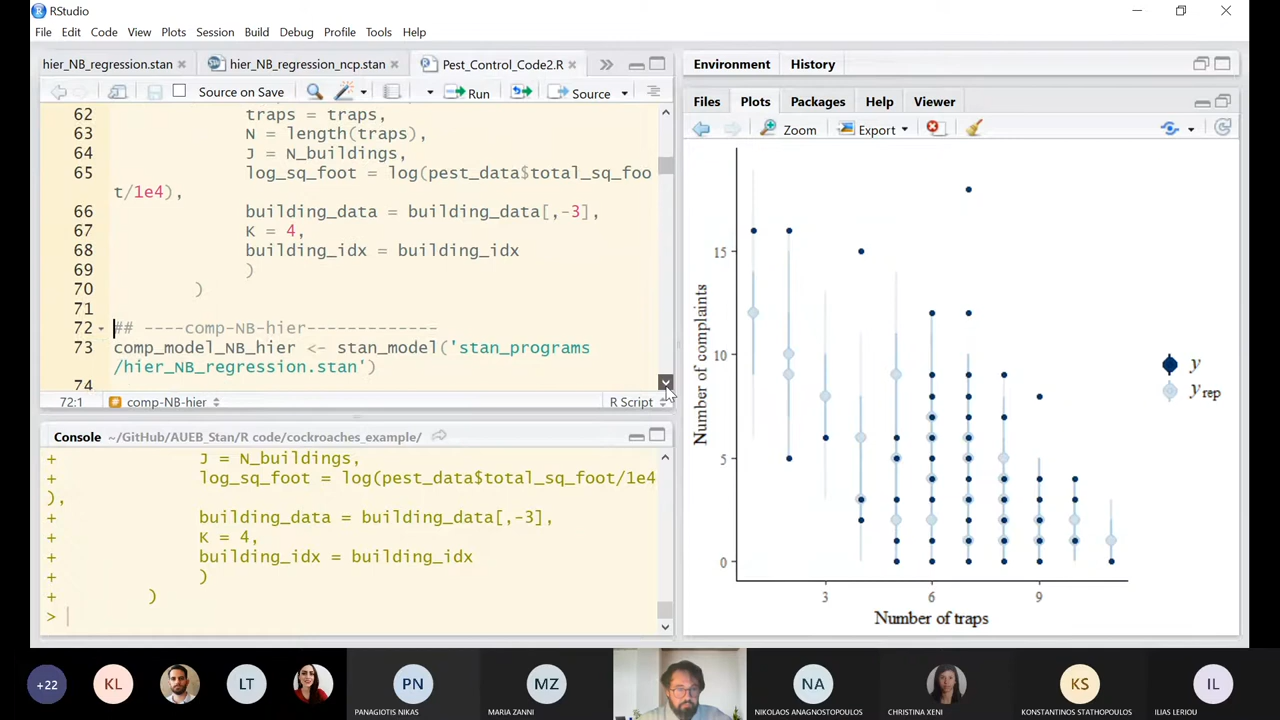 RStudio
File Edit Code View Plots Session Build Debug Profile Tools Help
hier_NB_regression.stan hier_NB_regression_ncp.stan Pest_Control_Code2.R
Source on Save Run Source
62 traps = traps,
63 N = length(traps),
64 J = N_buildings,
65 log_sq_foot = log(pest_data$total_sq_foo
t/1e4),
66 building_data = building_data[,-3],
67 K = 4,
68 building_idx = building_idx
69 )
70 )
71
72 ## ----comp-NB-hier-------------
73 comp_model_NB_hier <- stan_model('stan_programs
/hier_NB_regression.stan')
74
72:1 comp-NB-hier R Script
Console ~/GitHub/AUEB_Stan/R code/cockroaches_example/
+ J = N_buildings,
+ log_sq_foot = log(pest_data$total_sq_foot/1e4
),
+ building_data = building_data[,-3],
+ K = 4,
+ building_idx = building_idx
+ )
+ )
>
Environment History
Files Plots Packages Help Viewer
Zoom Export
Number of complaints
15
10
5
0
3 6 9
Number of traps
y
y rep
+22 KL LT PN MZ NA KS IL
PANAGIOTIS NIKAS MARIA ZANNI NIKOLAOS ANAGNOSTOPOULOS CHRISTINA XENI KONSTANTINOS STATHOPOULOS ILIAS LERIOU